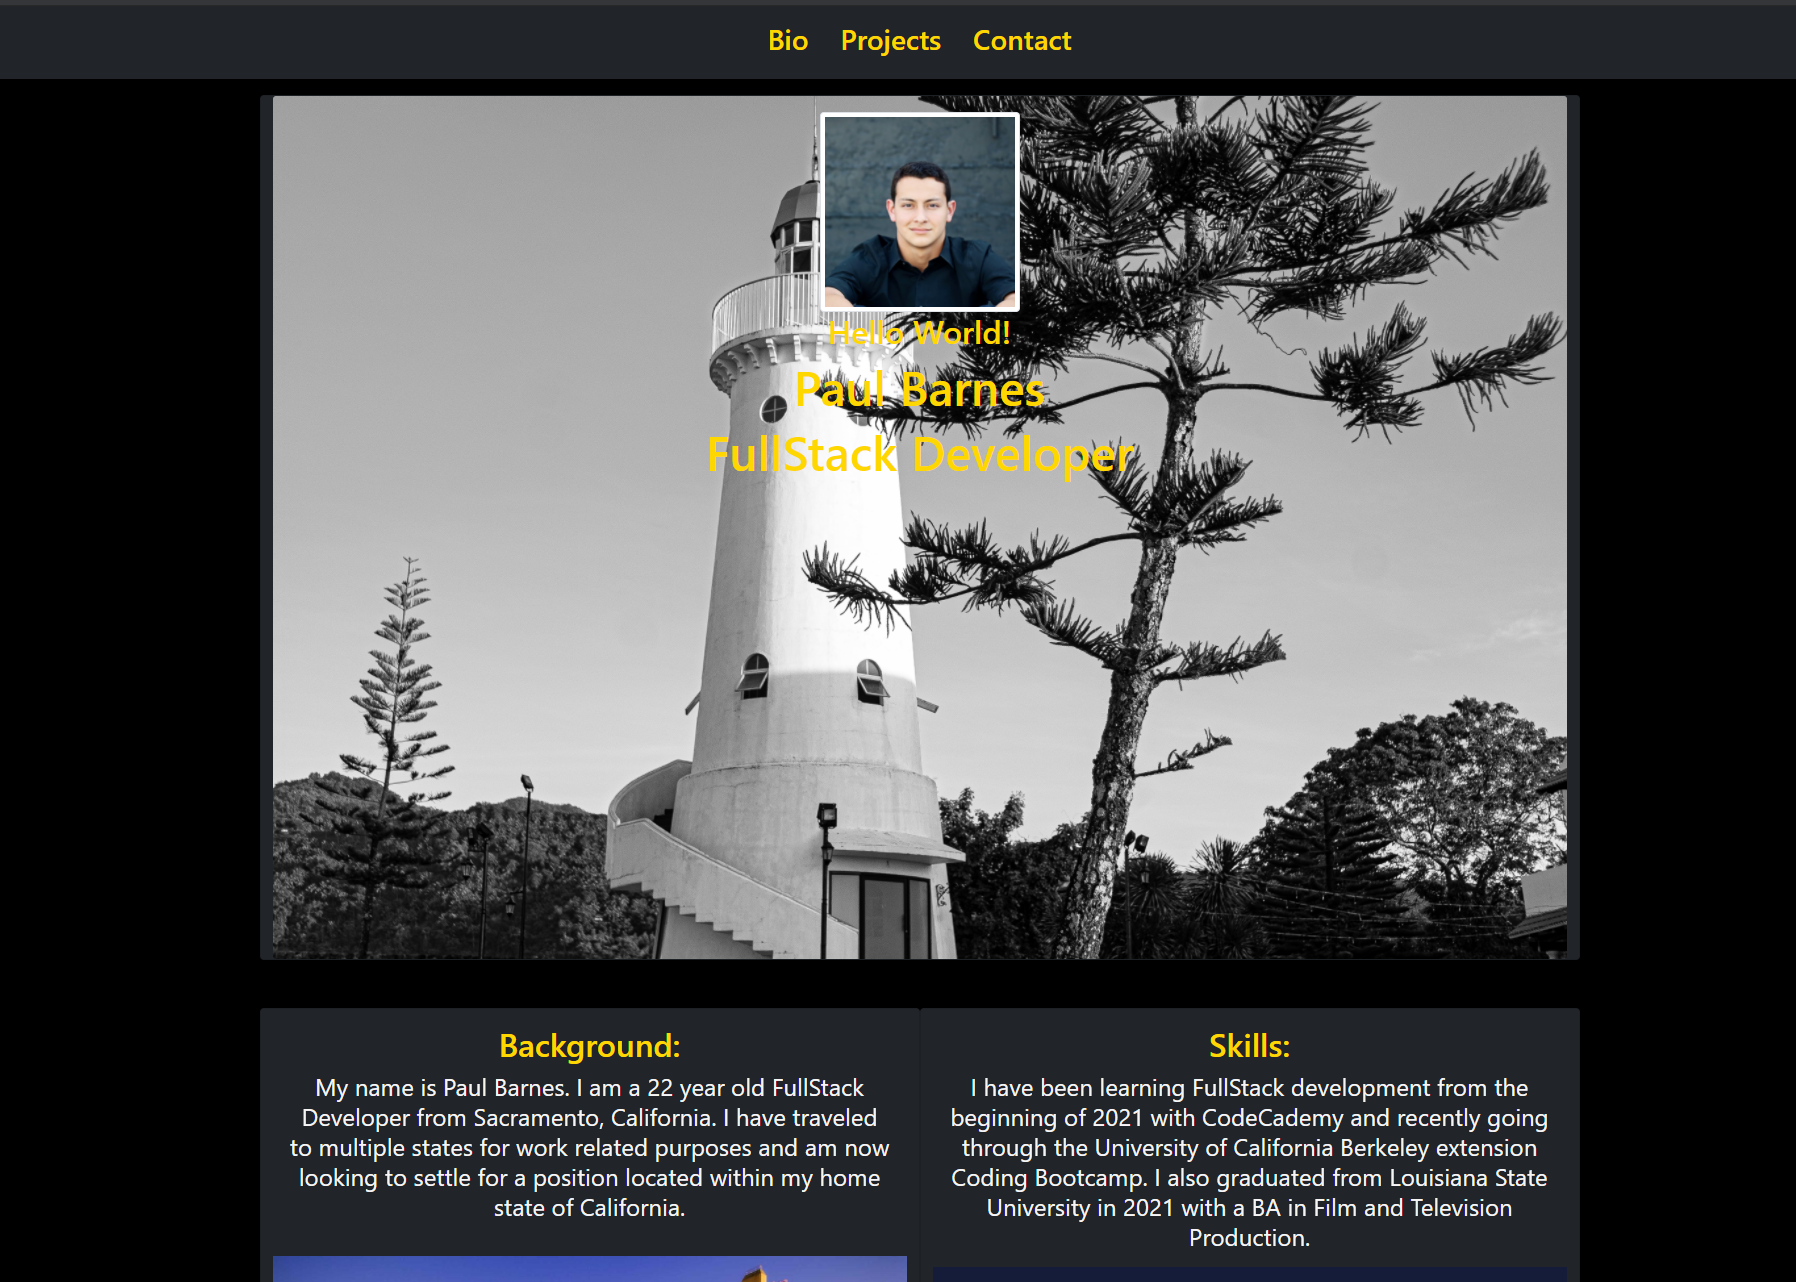 Bio Projects Contact
Hello World!
Paul Barnes
FullStack Developer
Background:
My name is Paul Barnes. I am a 22 year old FullStack
Developer from Sacramento, California. I have traveled
to multiple states for work related purposes and am now
looking to settle for a position located within my home
state of California.
Skills:
I have been learning FullStack development from the
beginning of 2021 with CodeCademy and recently going
through the University of California Berkeley extension
Coding Bootcamp. I also graduated from Louisiana State
University in 2021 with a BA in Film and Television
Production.